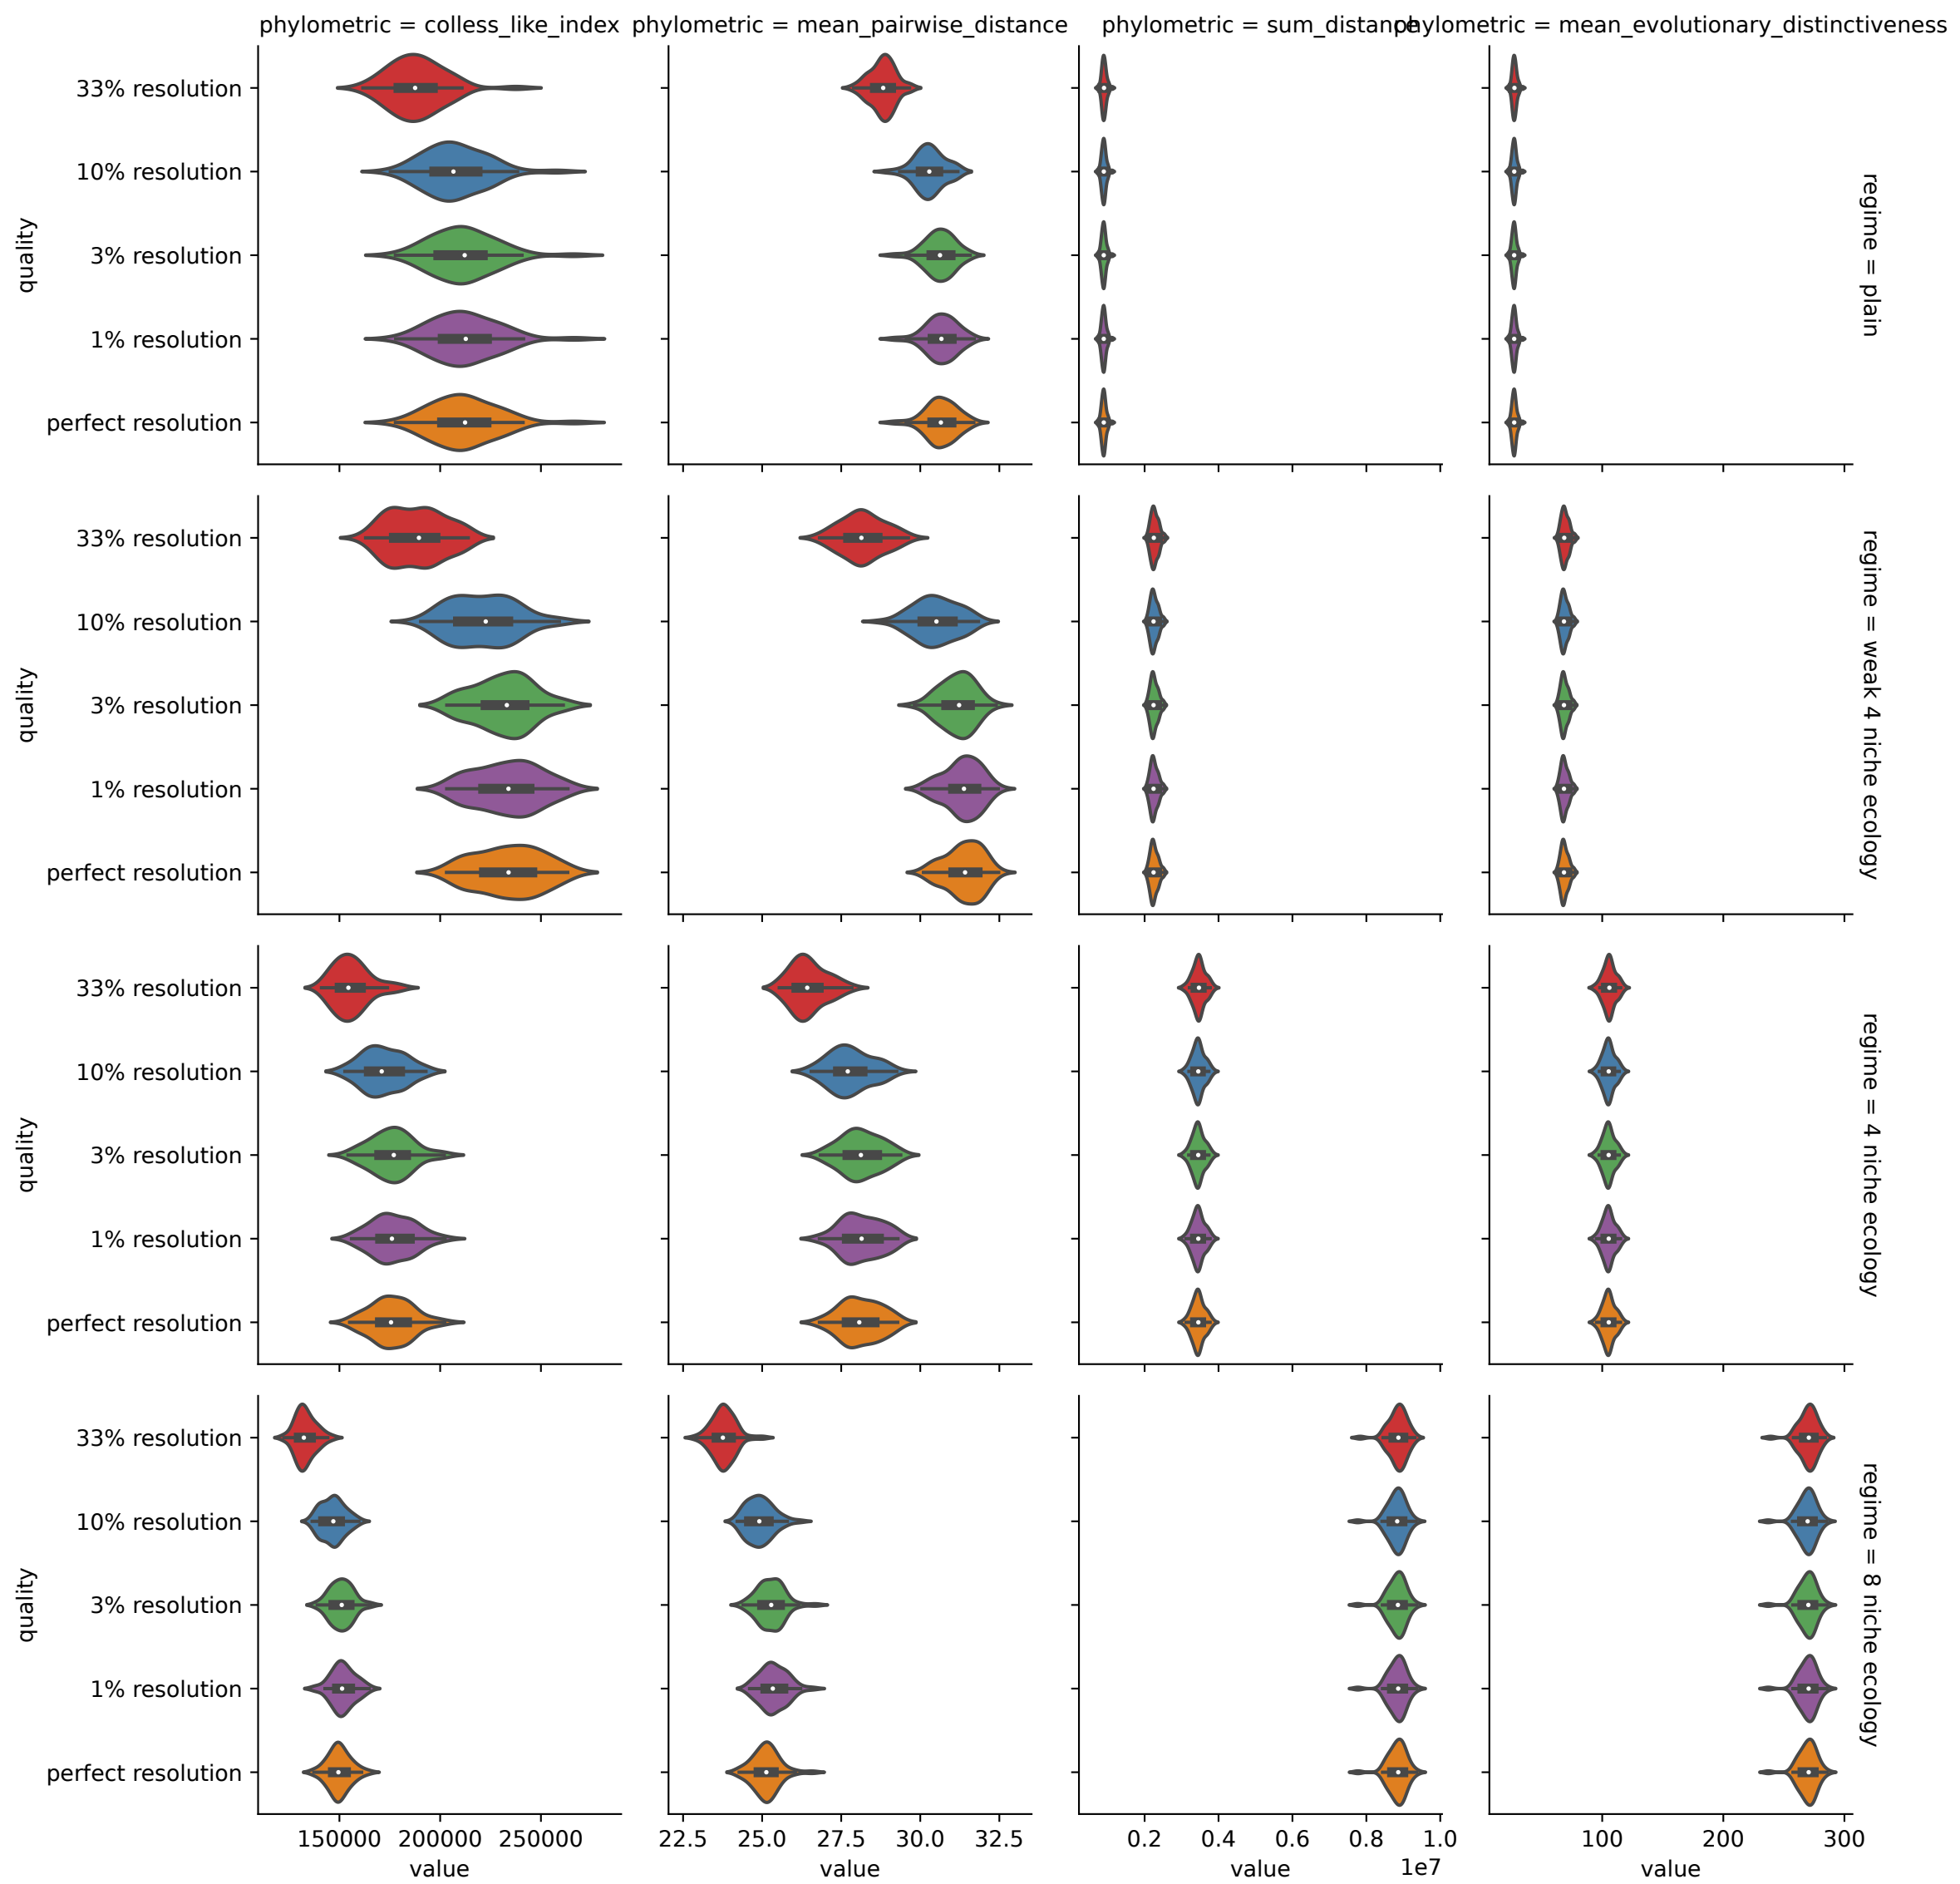 phylometric = colless_like_index
phylometric = mean_pairwise_distance
phylometric = sum_distance
phylometric = mean_evolutionary_distinctiveness
33% resolution
10% resolution
3% resolution
1% resolution
perfect resolution
quality
regime = plain
33% resolution
10% resolution
3% resolution
1% resolution
perfect resolution
quality
regime = weak 4 niche ecology
33% resolution
10% resolution
3% resolution
1% resolution
perfect resolution
quality
regime = 4 niche ecology
33% resolution
10% resolution
3% resolution
1% resolution
perfect resolution
quality
regime = 8 niche ecology
150000 200000 250000
value
22.5 25.0 27.5 30.0 32.5
value
0.2 0.4 0.6 0.8 1.0
1e7
value
100 200 300
value